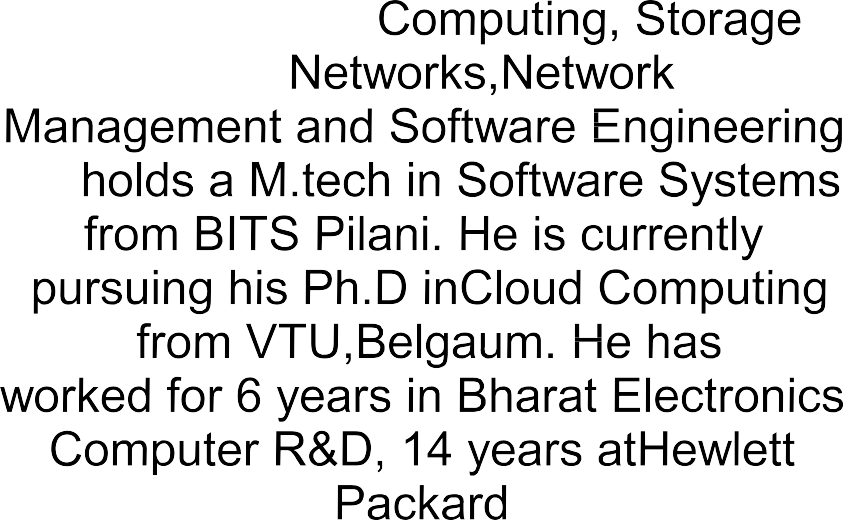 Computing, Storage
Networks,Network
Management and Software Engineering
holds a M.tech in Software Systems
from BITS Pilani. He is currently
pursuing his Ph.D inCloud Computing
from VTU,Belgaum. He has
worked for 6 years in Bharat Electronics
Computer R&D, 14 years atHewlett
Packard